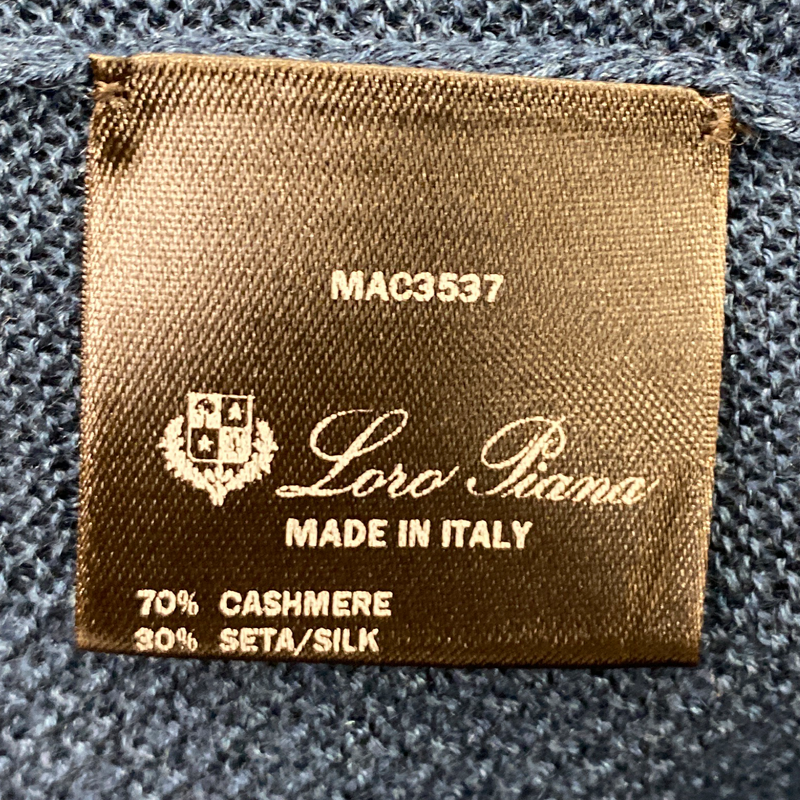 MAC3537
Loro Piana
MADE IN ITALY
70% CASHMERE
30% SETA/SILK